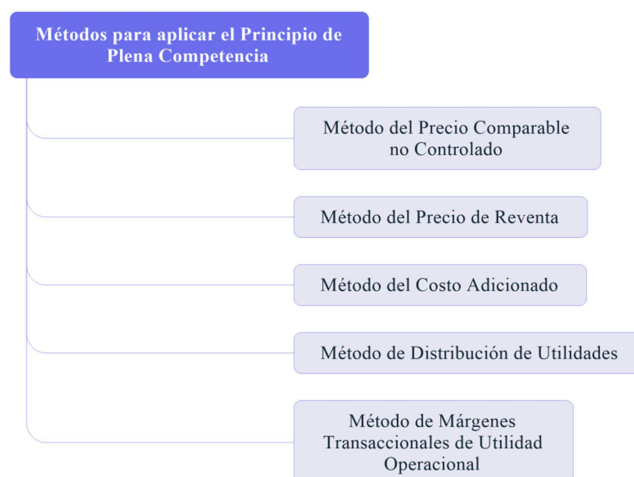 Métodos para aplicar el Principio de
Plena Competencia
Método del Precio Comparable
no Controlado
Método del Precio de Reventa
Método del Costo Adicionado
Método de Distribución de Utilidades
Método de Márgenes
Transaccionales de Utilidad
Operacional